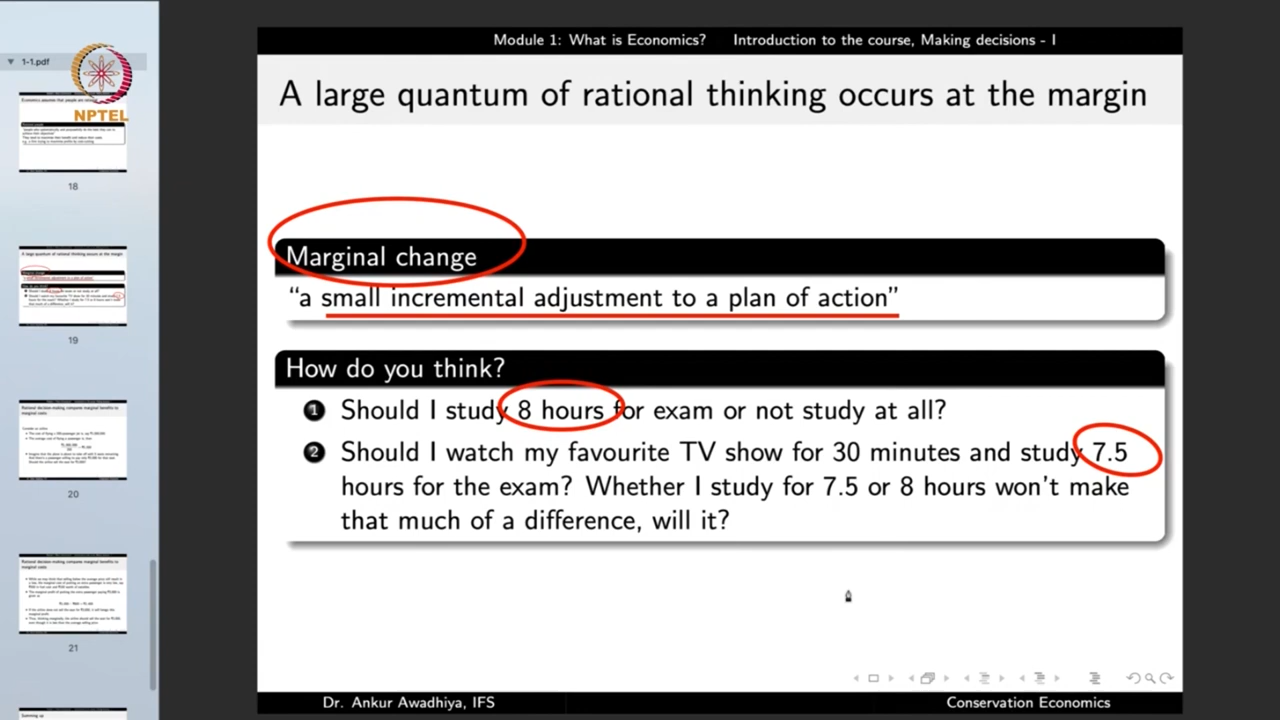 Module 1: What is Economics? Introduction to the course, Making decisions - I
1-1.pdf
NPTEL
A large quantum of rational thinking occurs at the margin
Marginal change
“a small incremental adjustment to a plan of action”
How do you think?
1 Should I study 8 hours for exam or not study at all?
2 Should I watch my favourite TV show for 30 minutes and study 7.5
hours for the exam? Whether I study for 7.5 or 8 hours won't make
that much of a difference, will it?
18
19
20
21
Dr. Ankur Awadhiya, IFS
Conservation Economics